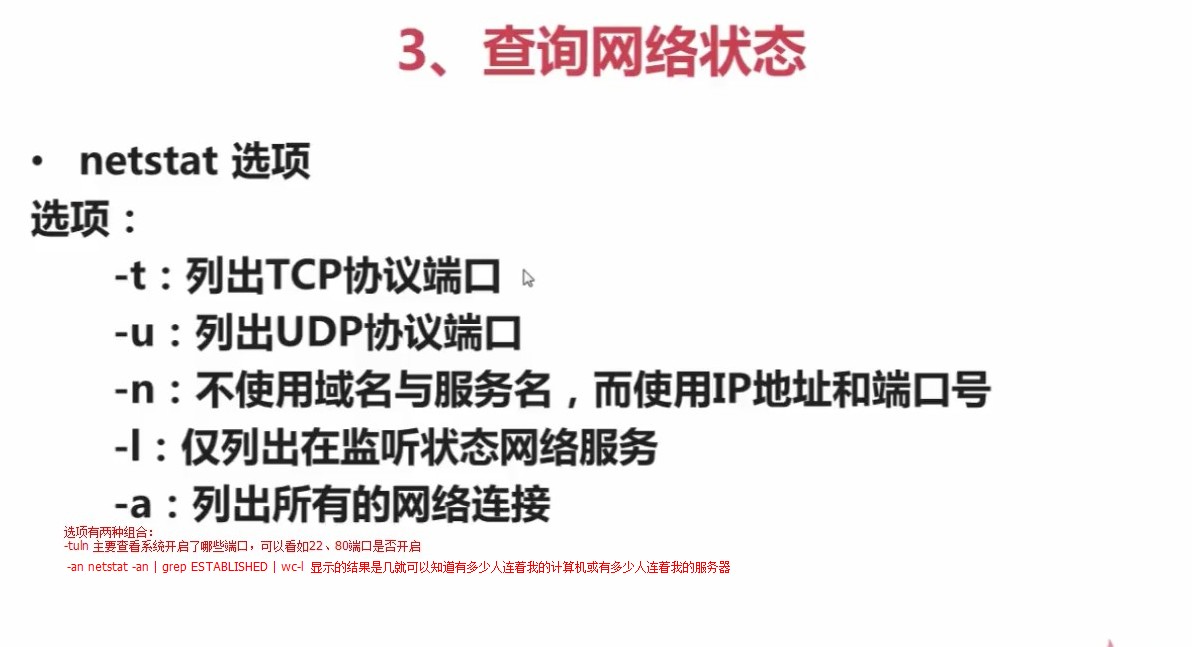 3、查询网络状态
• netstat 选项
选项：
-t：列出TCP协议端口
-u：列出UDP协议端口
-n：不使用域名与服务名，而使用IP地址和端口号
-l：仅列出在监听状态网络服务
-a：列出所有的网络连接
选项有两种组合：
-tuln 主要查看系统开启了哪些端口，可以看如22、80端口是否开启
-an netstat -an | grep ESTABLISHED | wc-l 显示的结果是几就可以知道有多少人连着我的计算机或有多少人连着我的服务器